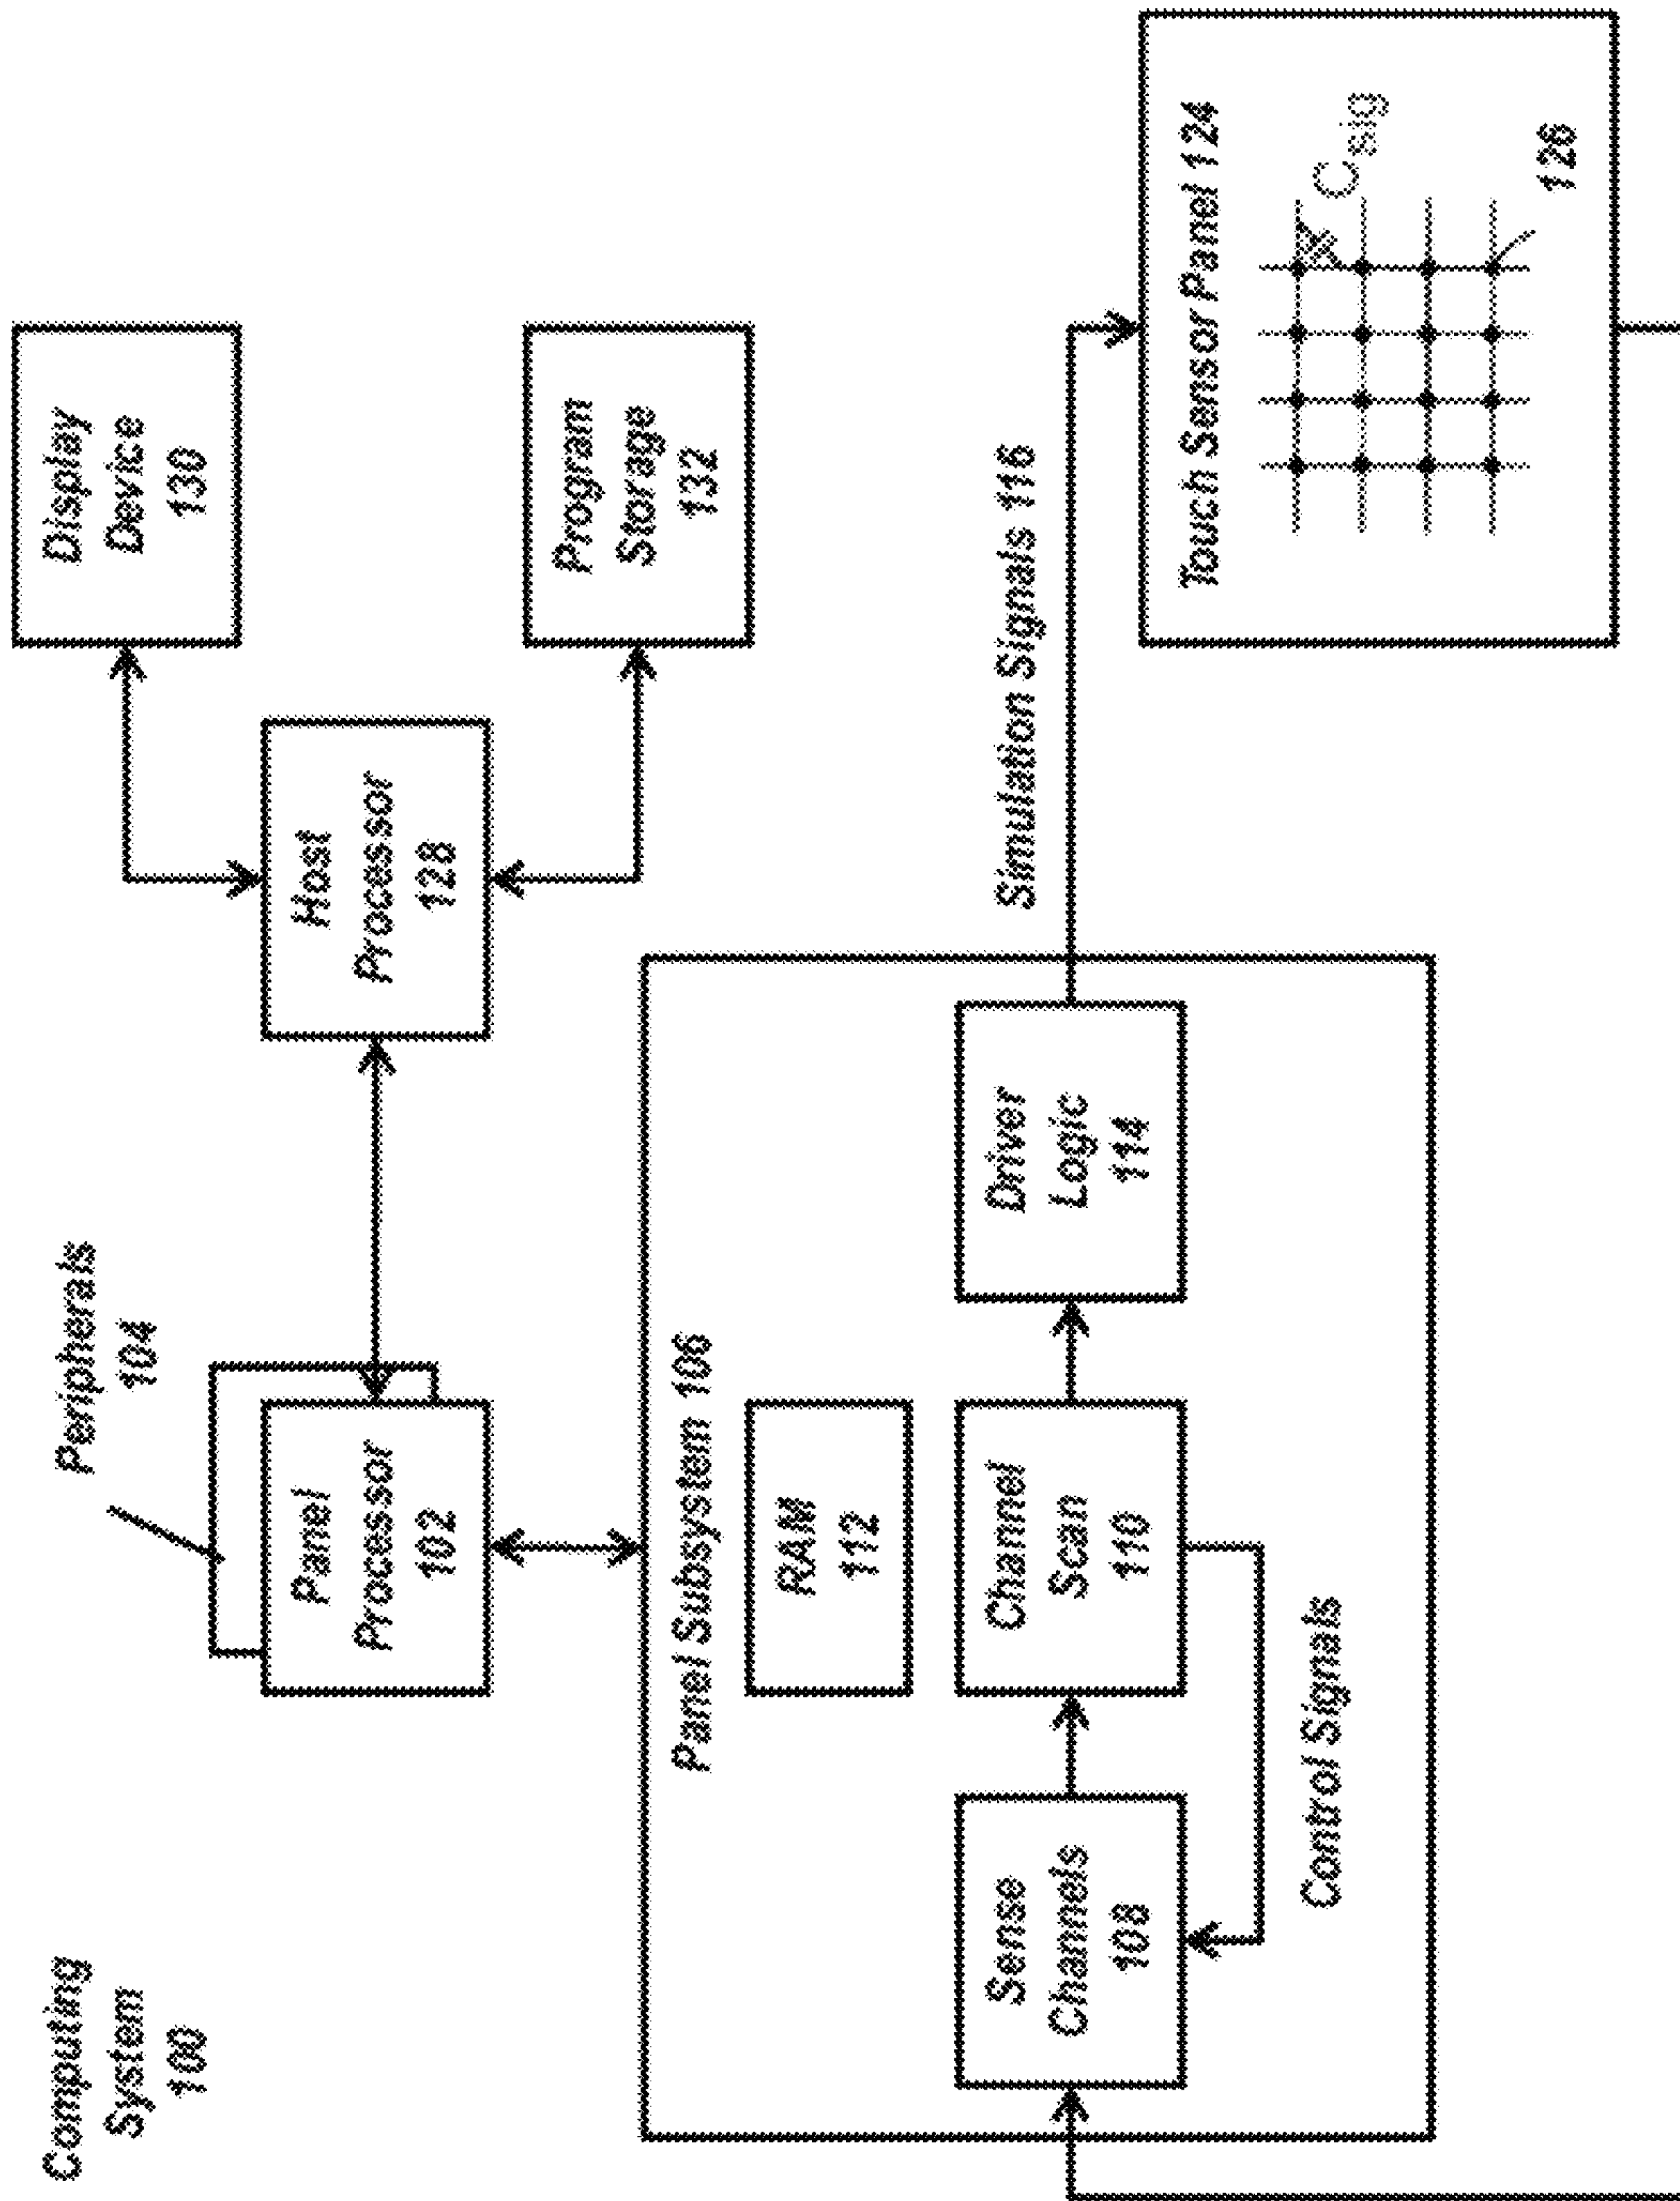 Computing
System
100
Peripherals
104
Panel
Processor
102
Host
Processor
128
Display
Device
130
Program
Storage
132
Panel Subsystem 106
RAM
112
Sense
Channels
108
Channel
Scan
110
Driver
Logic
114
Control Signals
Simulation Signals 116
Touch Sensor Panel 124
Csig
126